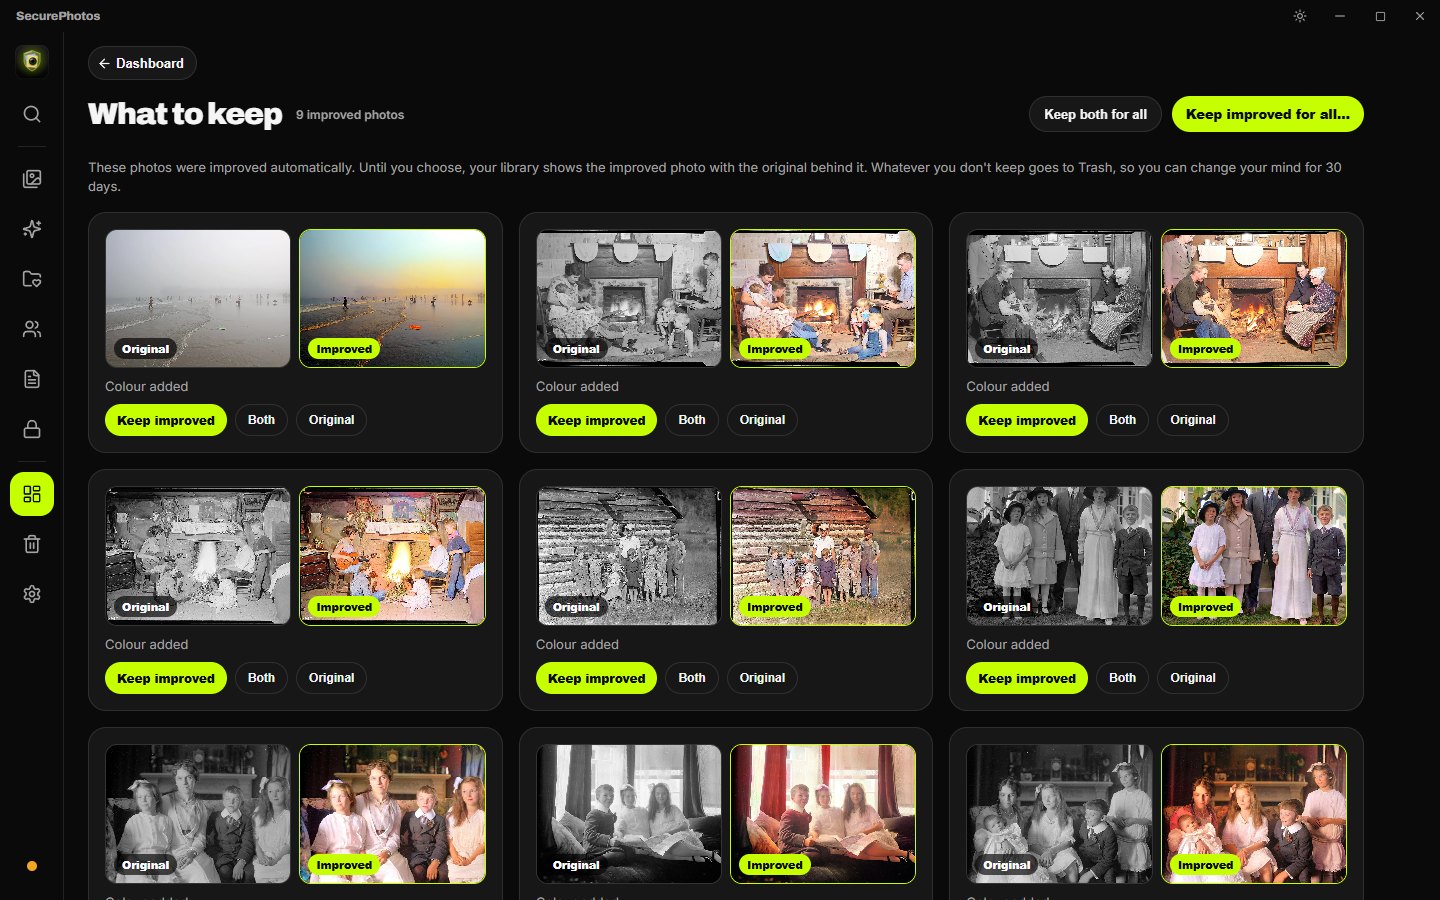 SecurePhotos
Dashboard
What to keep
9 improved photos
Keep both for all
Keep improved for all...
These photos were improved automatically. Until you choose, your library shows the improved photo with the original behind it. Whatever you don't keep goes to Trash, so you can change your mind for 30
days.
Original
Improved
Original
Improved
Original
Improved
Colour added
Colour added
Colour added
Keep improved
Both
Original
Keep improved
Both
Original
Keep improved
Both
Original
Original
Improved
Original
Improved
Original
Improved
Colour added
Colour added
Colour added
Keep improved
Both
Original
Keep improved
Both
Original
Keep improved
Both
Original
Original
Improved
Original
Improved
Original
Improved